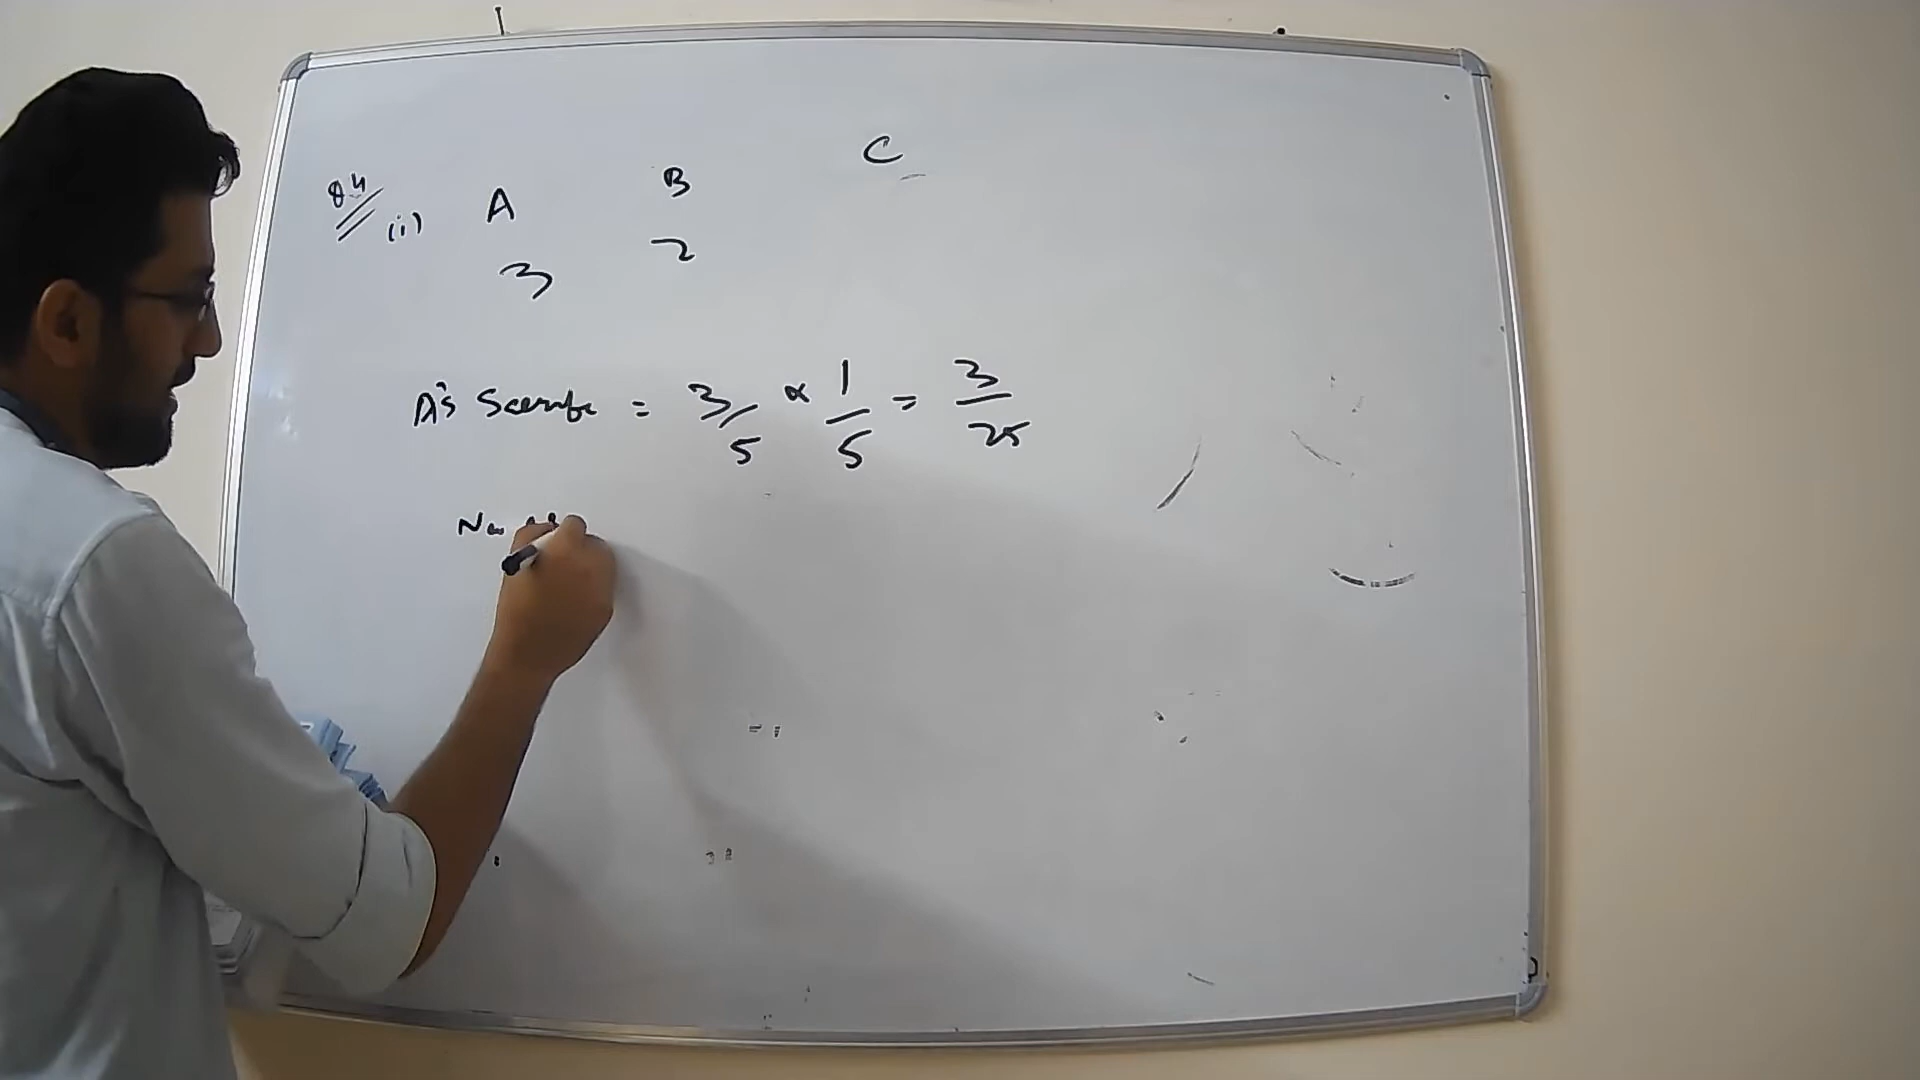 Q4 (i) A B C
3 2
A's Sacrifice = 3/5 × 1/5 = 3/25